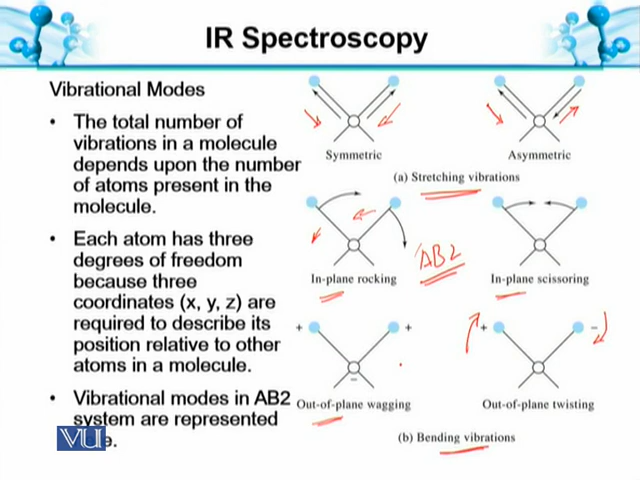 IR Spectroscopy
Vibrational Modes
• The total number of
vibrations in a molecule
depends upon the number
of atoms present in the
molecule.
• Each atom has three
degrees of freedom
because three
coordinates (x, y, z) are
required to describe its
position relative to other
atoms in a molecule.
• Vibrational modes in AB2
system are represented
e.
VU
Symmetric
Asymmetric
(a) Stretching vibrations
In-plane rocking
AB2
In-plane scissoring
+ +
−
+ −
Out-of-plane wagging
Out-of-plane twisting
(b) Bending vibrations